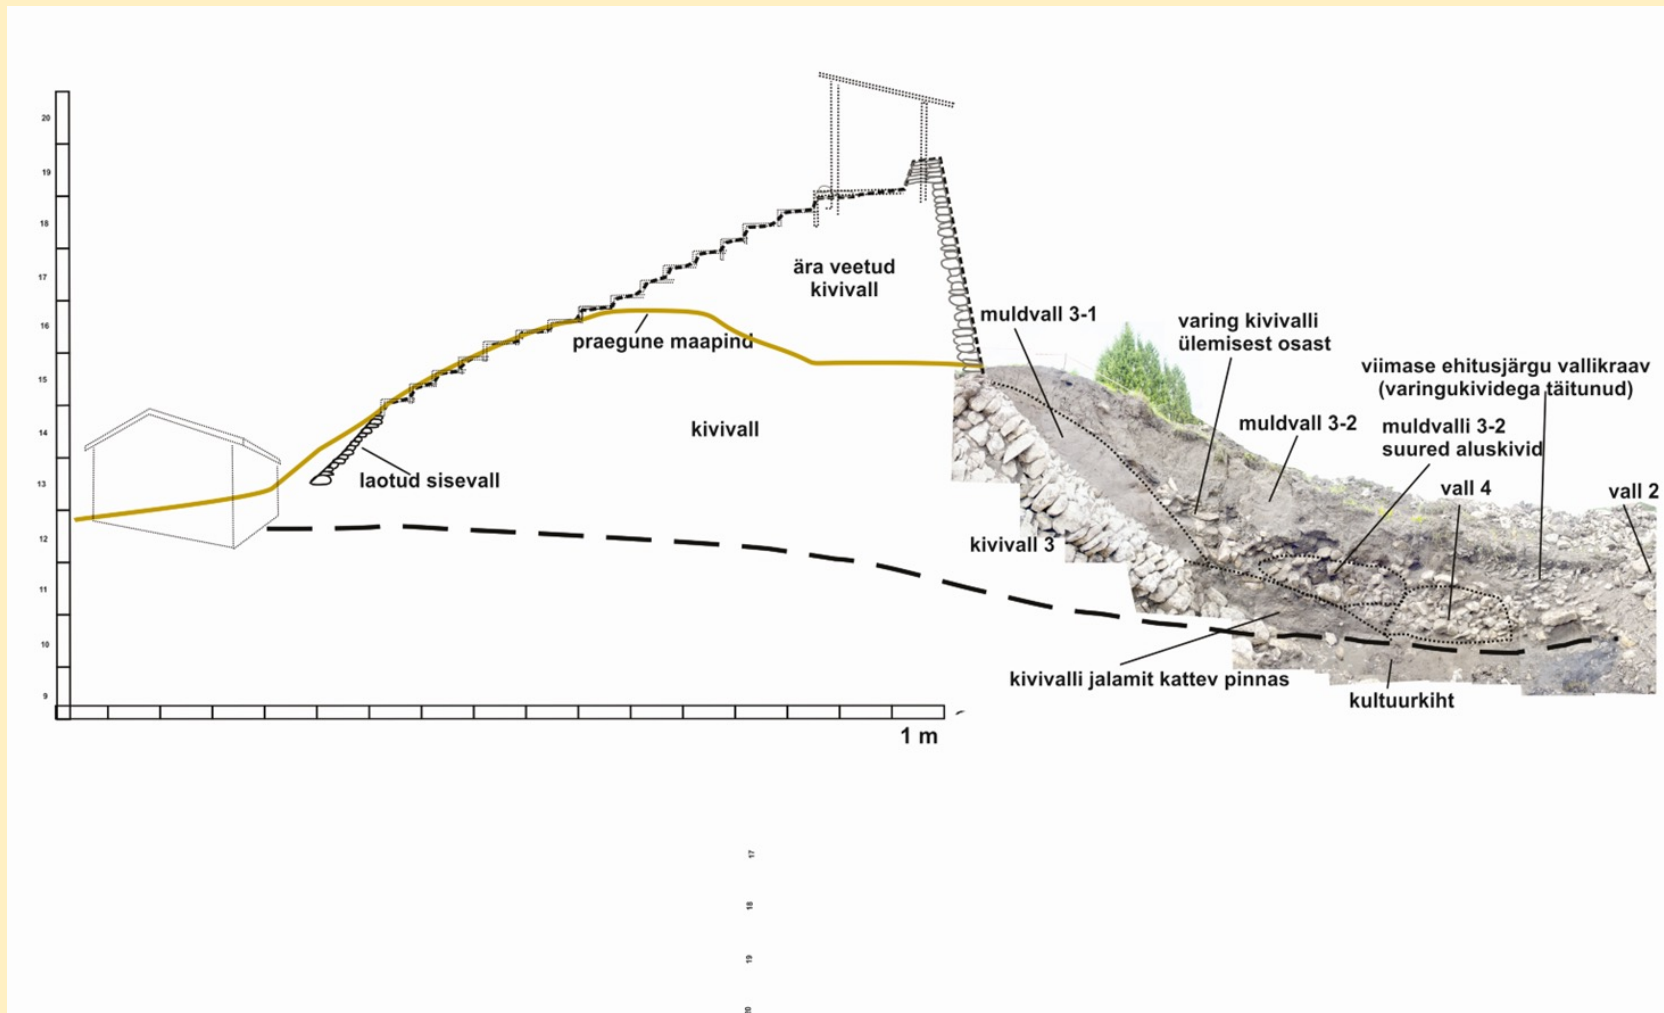 20
19
18
17
16
15
14
13
12
11
10
9
ära veetud
kivivall
praegune maapind
kivivall
laotud sisevall
muldvall 3-1
varing kivivalli
ülemisest osast
viimase ehitusjärgu vallikraav
(varingukividega täitunud)
muldvall 3-2
muldvalli 3-2
suured aluskivid
vall 4
vall 2
kivivall 3
kivivalli jalamit kattev pinnas
kultuurkiht
1 m
17
18
19
20